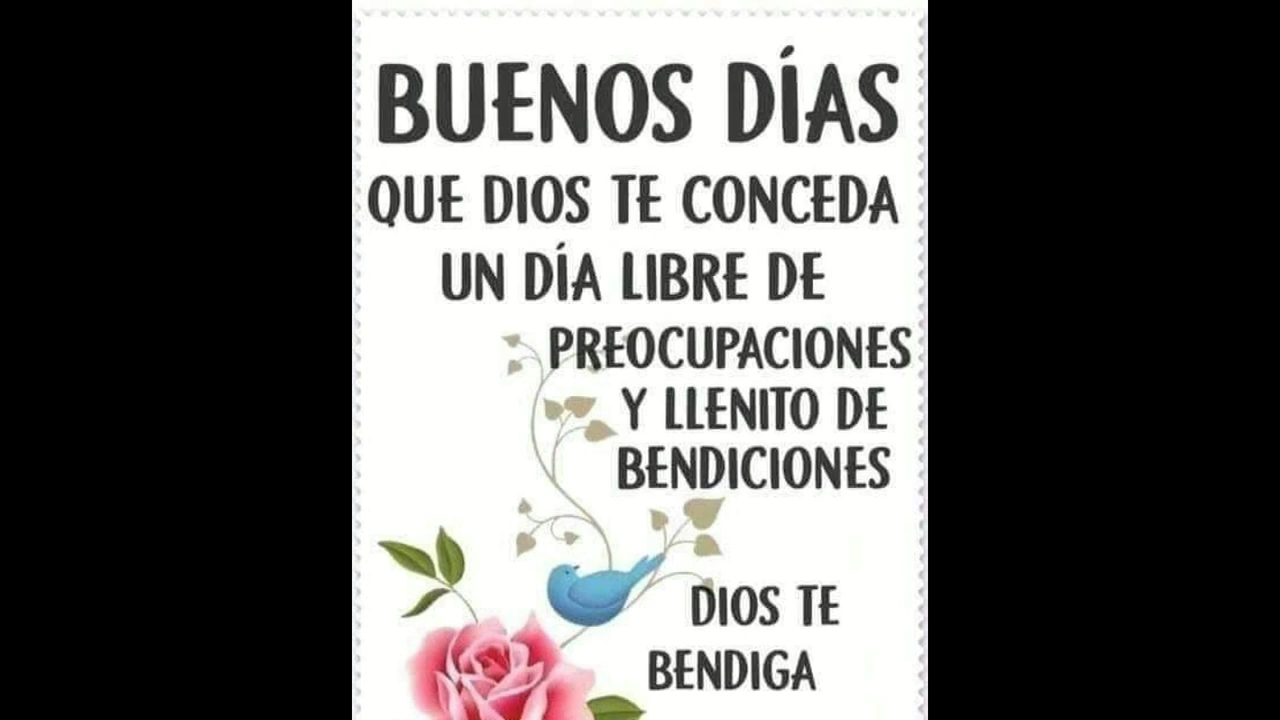 BUENOS DÍAS
QUE DIOS TE CONCEDA
UN DÍA LIBRE DE
PREOCUPACIONES
Y LLENITO DE
BENDICIONES
DIOS TE
BENDIGA